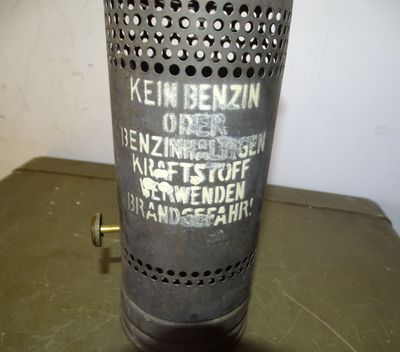 KEIN BENZIN
ODER
BENZINHALTIGEN
KRAFTSTOFF
VERWENDEN
BRANDGEFAHR!